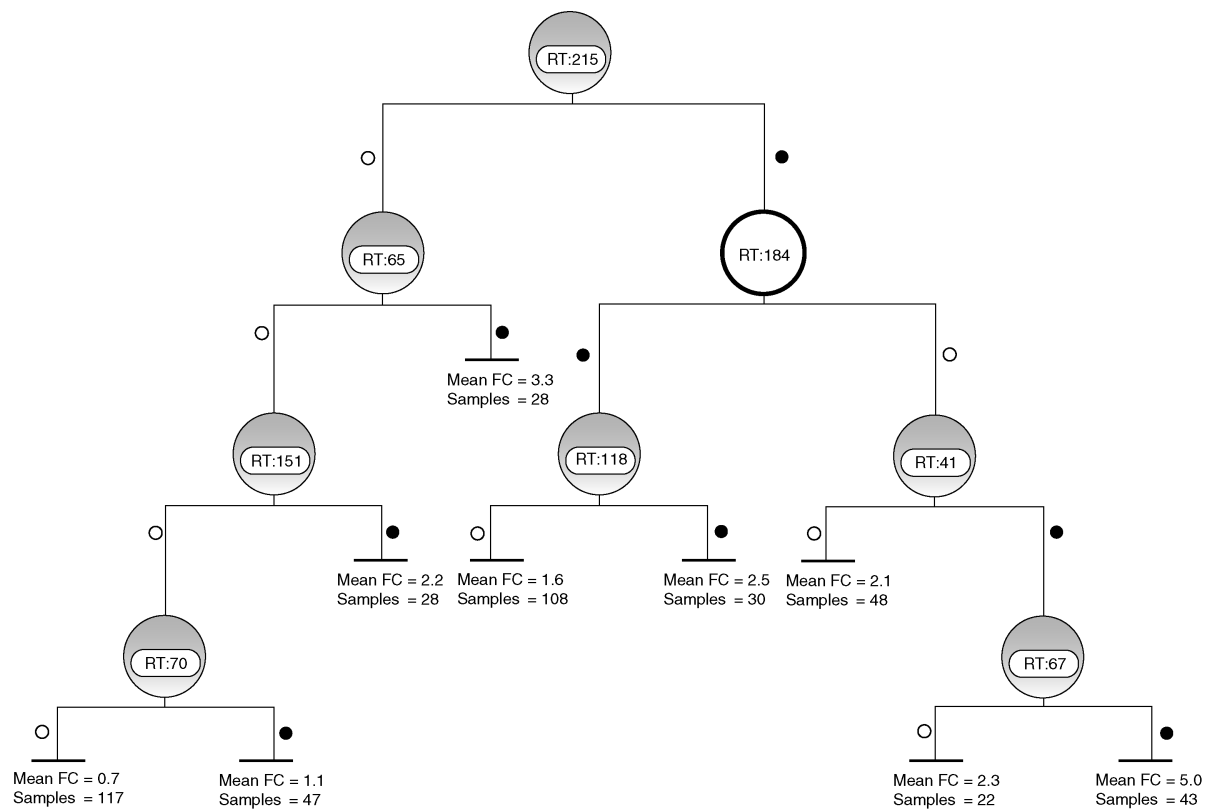 RT:215
RT:65
RT:184
Mean FC = 3.3
Samples = 28
RT:151
RT:118
RT:41
Mean FC = 2.2
Samples = 28
Mean FC = 1.6
Samples = 108
Mean FC = 2.5
Samples = 30
Mean FC = 2.1
Samples = 48
RT:70
RT:67
Mean FC = 0.7
Samples = 117
Mean FC = 1.1
Samples = 47
Mean FC = 2.3
Samples = 22
Mean FC = 5.0
Samples = 43